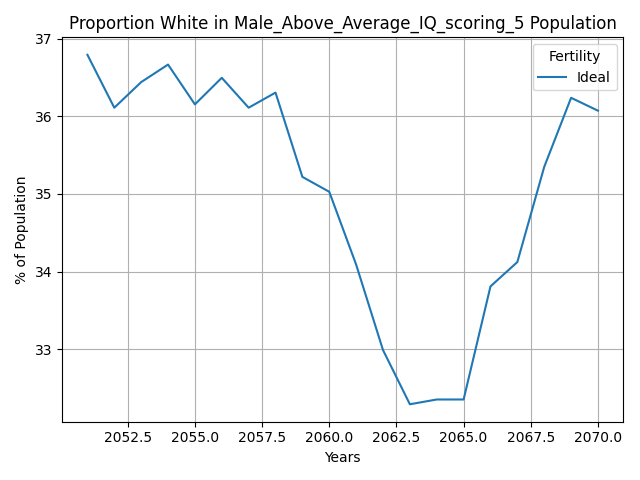 Proportion White in Male_Above_Average_IQ_scoring_5 Population
Fertility
Ideal
% of Population
37
36
35
34
33
2052.5 2055.0 2057.5 2060.0 2062.5 2065.0 2067.5 2070.0
Years